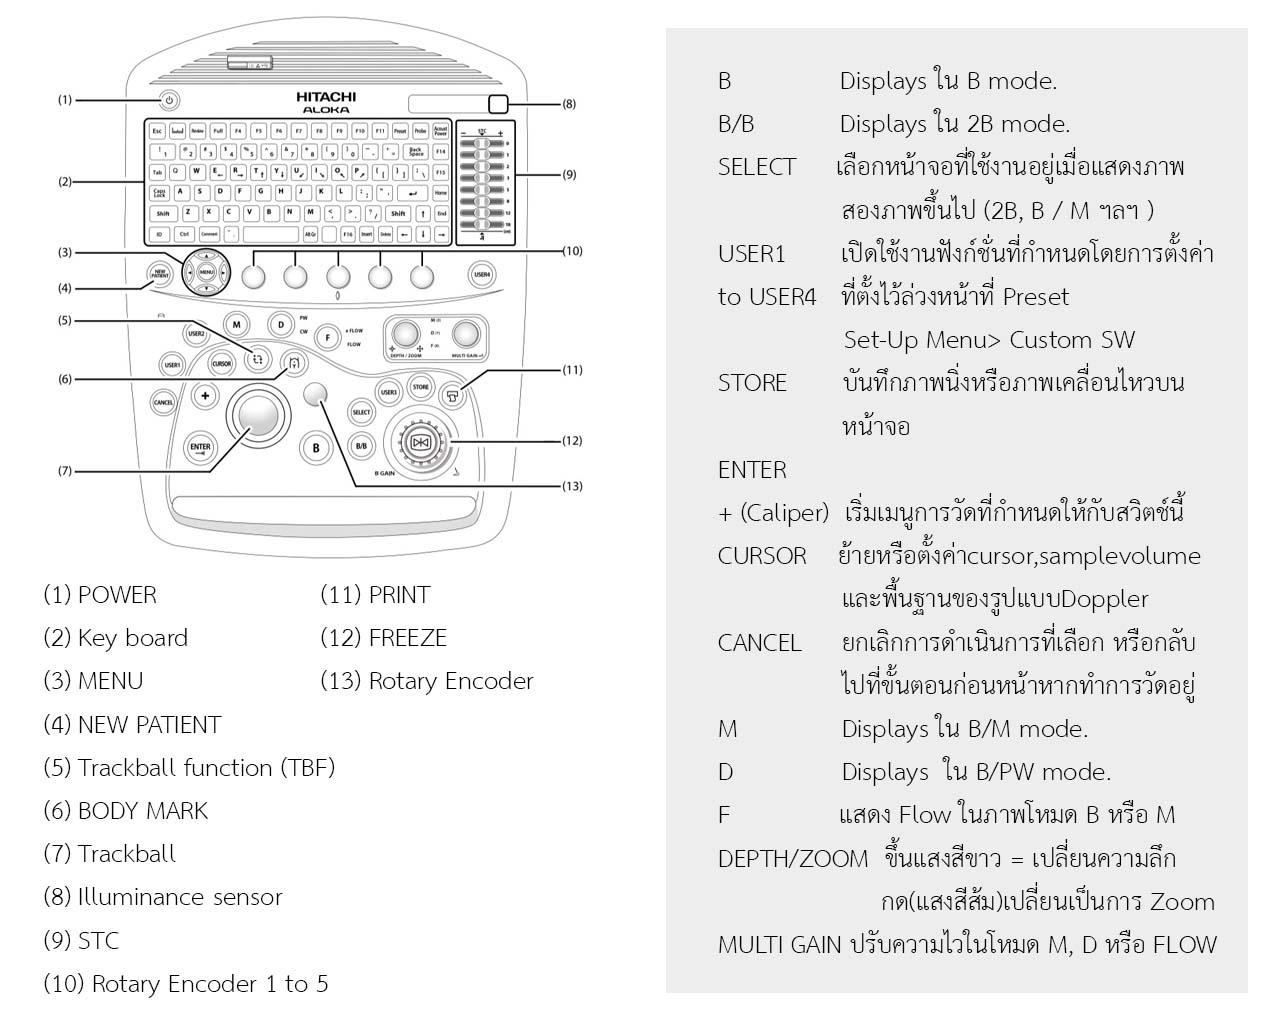 HITACHI
ALOKA
(1)
(8)
Esc Review Full F4 F5 F6 F7 F8 F9 F10 F11 Preset Probe Acoust Power
STC
- +
! 1 @ 2 # 3 $ 4 % 5 ^ 6 & 7 * 8 ( 9 ) 0 Back Space F14
(2)
Tab Q W E R T Y U I O P F15
(9)
Caps Lock A S D F G H J K L Home
Shift Z X C V B N M Shift End
ID Ctrl Comment Alt Gr F16 Insert Delete
(3)
MENU
(10)
NEW PATIENT
USER4
(4)
(5)
M
D
PW
CW
F
FLOW
M
D
F
USER2
DEPTH / ZOOM
MULTI GAIN
USER1
CURSOR
(6)
(11)
CANCEL
+
USER3
STORE
SELECT
ENTER
B
B/B
(12)
(7)
B GAIN
(13)
(1) POWER
(2) Key board
(3) MENU
(4) NEW PATIENT
(5) Trackball function (TBF)
(6) BODY MARK
(7) Trackball
(8) Illuminance sensor
(9) STC
(10) Rotary Encoder 1 to 5
(11) PRINT
(12) FREEZE
(13) Rotary Encoder
B Displays ใน B mode.
B/B Displays ใน 2B mode.
SELECT เลือกหน้าจอที่ใช้งานอยู่เมื่อแสดงภาพ
สองภาพขึ้นไป (2B, B / M ฯลฯ )
USER1 เปิดใช้งานฟังก์ชั่นที่กำหนดโดยการตั้งค่า
to USER4 ที่ตั้งไว้ล่วงหน้าที่ Preset
Set-Up Menu> Custom SW
STORE บันทึกภาพนิ่งหรือภาพเคลื่อนไหวบน
หน้าจอ
ENTER
+ (Caliper) เริ่มเมนูการวัดที่กำหนดให้กับสวิตช์นี้
CURSOR ย้ายหรือตั้งค่าcursor,samplevolume
และพื้นฐานของรูปแบบDoppler
CANCEL ยกเลิกการดำเนินการที่เลือก หรือกลับ
ไปที่ขั้นตอนก่อนหน้าหากทำการวัดอยู่
M Displays ใน B/M mode.
D Displays ใน B/PW mode.
F แสดง Flow ในภาพโหมด B หรือ M
DEPTH/ZOOM ขึ้นแสงสีขาว = เปลี่ยนความลึก
กด(แสงสีส้ม)เปลี่ยนเป็นการ Zoom
MULTI GAIN ปรับความไวในโหมด M, D หรือ FLOW